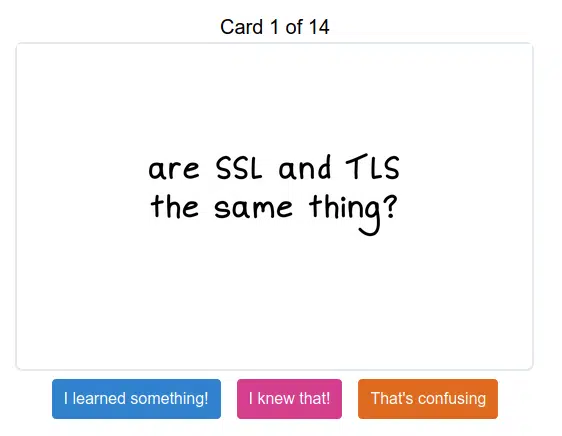 Card 1 of 14
are SSL and TLS
the same thing?
I learned something!
I knew that!
That's confusing